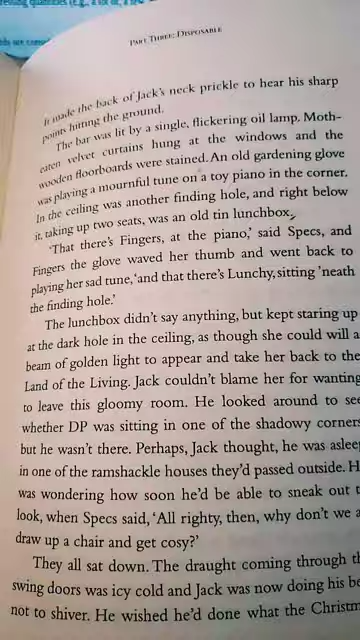 PART THREE: DISPOSABLE
It made the back of Jack's neck prickle to hear his sharp
points hitting the ground.
The bar was lit by a single, flickering oil lamp. Moth-
eaten velvet curtains hung at the windows and the
wooden floorboards were stained. An old gardening glove
was playing a mournful tune on a toy piano in the corner.
In the ceiling was another finding hole, and right below
it, taking up two seats, was an old tin lunchbox.
'That there's Fingers, at the piano,' said Specs, and
Fingers the glove waved her thumb and went back to
playing her sad tune, 'and that there's Lunchy, sitting 'neath
the finding hole.'
The lunchbox didn't say anything, but kept staring up
at the dark hole in the ceiling, as though she could will a
beam of golden light to appear and take her back to the
Land of the Living. Jack couldn't blame her for wanting
to leave this gloomy room. He looked around to see
whether DP was sitting in one of the shadowy corners
but he wasn't there. Perhaps, Jack thought, he was aslee
in one of the ramshackle houses they'd passed outside. H
was wondering how soon he'd be able to sneak out t
look, when Specs said, 'All righty, then, why don't we a
draw up a chair and get cosy?'
They all sat down. The draught coming through th
swing doors was icy cold and Jack was now doing his be
not to shiver. He wished he'd done what the Christm